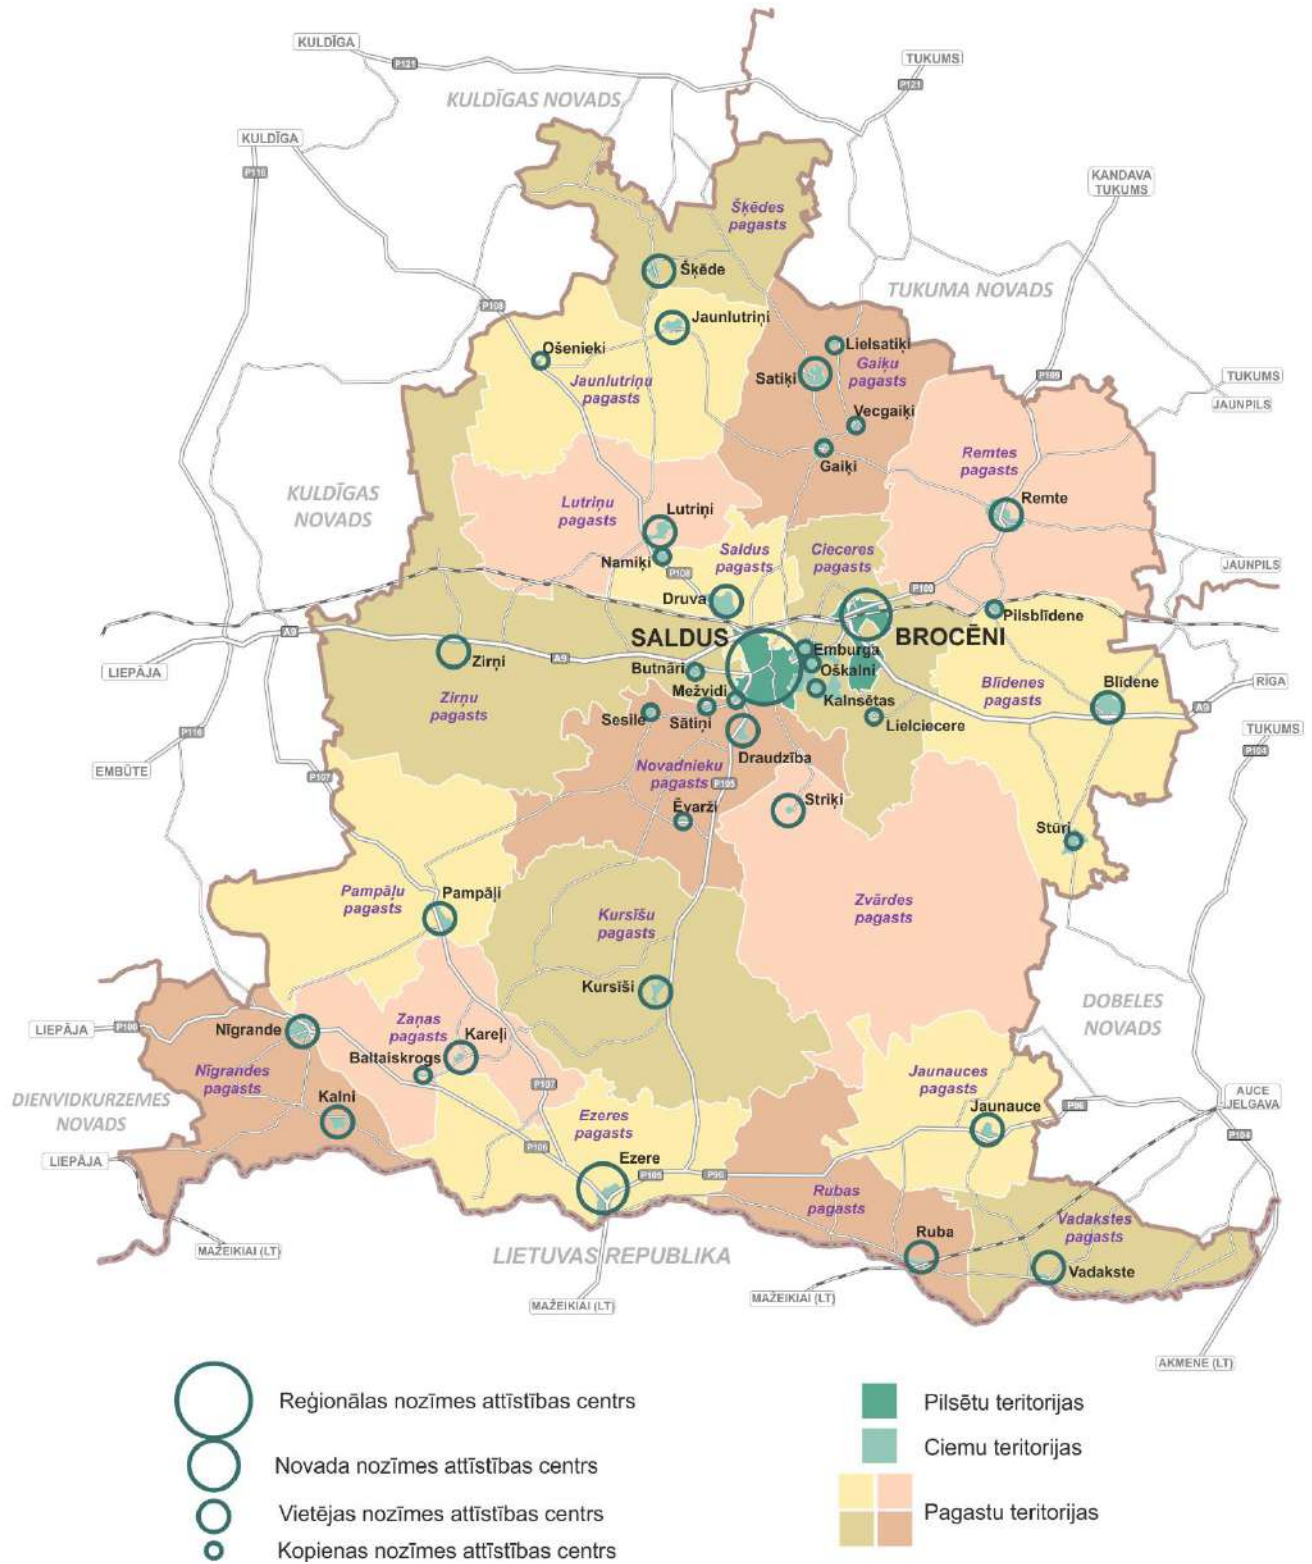 KULDĪGA
P121
TUKUMS
P121
KULDĪGAS NOVADS
KULDĪGA
P116
KANDAVA
TUKUMS
Šķēdes
pagasts
Šķēde
TUKUMA NOVADS
P108
Jaunlutriņi
Ošenieki
Lielsatiķi
Jaunlutriņu
pagasts
Satiķi
Gaiķu
pagasts
P109
TUKUMS
JAUNPILS
Vecgaiķi
Gaiķi
Remtes
pagasts
KULDĪGAS
NOVADS
Lutriņu
pagasts
Lutriņi
Remte
Namiķi
P108
Saldus
pagasts
Cieceres
pagasts
JAUNPILS
Druva
P109
Pilsblīdene
A9
SALDUS
BROCĒNI
LIEPĀJA
Zirņi
A9
Butnāri
Emburga
Oškalni
Mežvidi
Kalnsētas
Zirņu
pagasts
Sesile
Sātiņi
Lielciecere
Blīdenes
pagasts
Blīdene
RĪGA
A9
P116
TUKUMS
P104
EMBŪTE
P107
Draudzība
Novadnieku
pagasts
P105
Striķi
Ēvarži
Stūri
Pampāļu
pagasts
Pampāļi
Kursīšu
pagasts
Zvārdes
pagasts
Kursīši
DOBELES
NOVADS
LIEPĀJA
P106
Nīgrande
Zaņas
pagasts
Kareļi
Baltaiskrogs
Nīgrandes
pagasts
P107
Jaunauces
pagasts
Kalni
DIENVIDKURZEMES
NOVADS
Jaunauce
P96
AUCE
JELGAVA
Ezeres
pagasts
P106
P104
LIEPĀJA
Ezere
P105
P96
Rubas
pagasts
Vadakstes
pagasts
MAŽEIKIAI (LT)
LIETUVAS REPUBLIKA
Ruba
Vadakste
MAŽEIKIAI (LT)
MAŽEIKIAI (LT)
AKMENE (LT)
Reģionālas nozīmes attīstības centrs
Novada nozīmes attīstības centrs
Vietējas nozīmes attīstības centrs
Kopienas nozīmes attīstības centrs
Pilsētu teritorijas
Ciemu teritorijas
Pagastu teritorijas